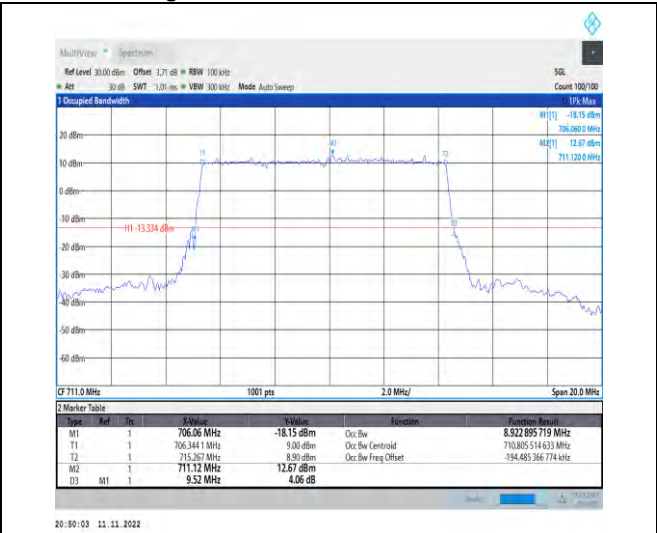 MultiView Spectrum
Ref Level 30.00 dBm Offset 3.71 dB RBW 100 kHz SGL
Att 30 dB SWT 1.01 ms VBW 300 kHz Mode Auto Sweep Count 100/100
1 Occupied Bandwidth 1Pk Max
M1[1] -18.15 dBm
706.060 0 MHz
M2[1] 12.67 dBm
711.120 0 MHz
20 dBm
T1 M2 T2
10 dBm
0 dBm
-10 dBm
H1 -13.334 dBm M1 D3
-20 dBm
-30 dBm
-40 dBm
-50 dBm
-60 dBm
CF 711.0 MHz 1001 pts 2.0 MHz/ Span 20.0 MHz
2 Marker Table
Type Ref Trc X-Value Y-Value Function Function Result
M1 1 706.06 MHz -18.15 dBm Occ Bw 8.922 895 719 MHz
T1 1 706.344 1 MHz 9.00 dBm Occ Bw Centroid 710.805 514 633 MHz
T2 1 715.267 MHz 8.90 dBm Occ Bw Freq Offset -194.485 366 774 kHz
M2 1 711.12 MHz 12.67 dBm
D3 M1 1 9.52 MHz 4.06 dB
20:50:03 11.11.2022